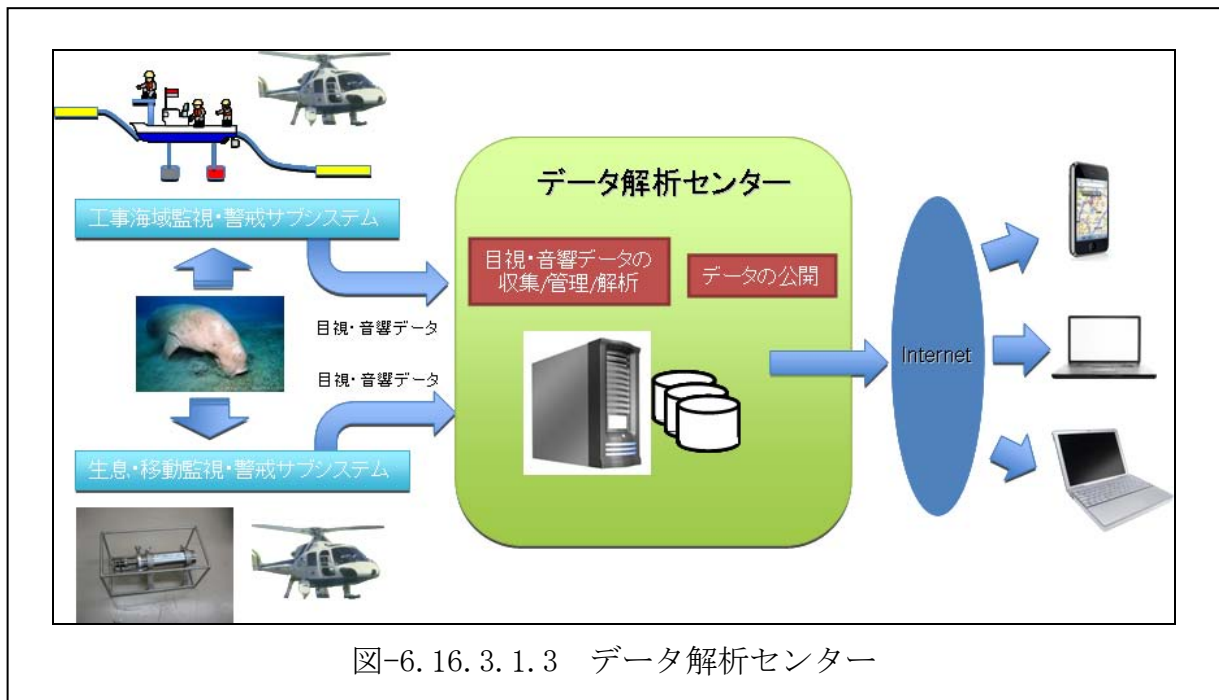 データ解析センター
工事海域監視・警戒サブシステム
目視・音響データの
収集/管理/解析
データの公開
目視・音響データ
目視・音響データ
Internet
生息・移動監視・警戒サブシステム
図-6.16.3.1.3 データ解析センター